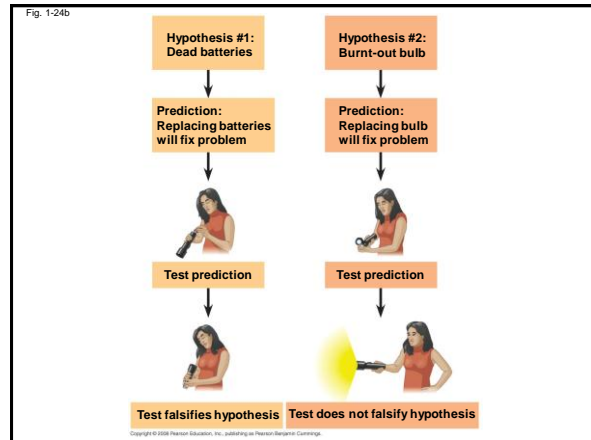 Fig. 1-24b
Hypothesis #1:
Dead batteries
Hypothesis #2:
Burnt-out bulb
Prediction:
Replacing batteries
will fix problem
Prediction:
Replacing bulb
will fix problem
Test prediction
Test prediction
Test falsifies hypothesis
Test does not falsify hypothesis
Copyright © 2008 Pearson Education, Inc., publishing as Pearson Benjamin Cummings.